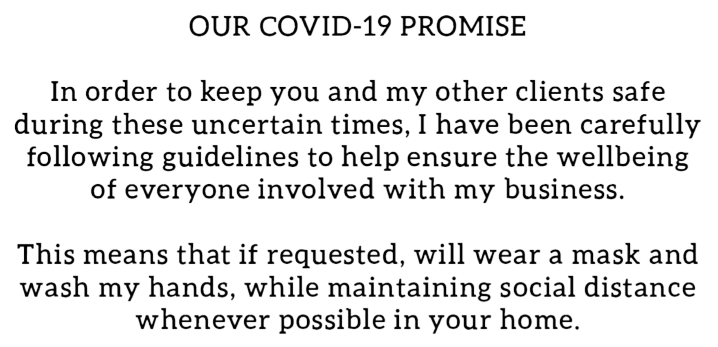 OUR COVID-19 PROMISE
In order to keep you and my other clients safe
during these uncertain times, I have been carefully
following guidelines to help ensure the wellbeing
of everyone involved with my business.
This means that if requested, will wear a mask and
wash my hands, while maintaining social distance
whenever possible in your home.